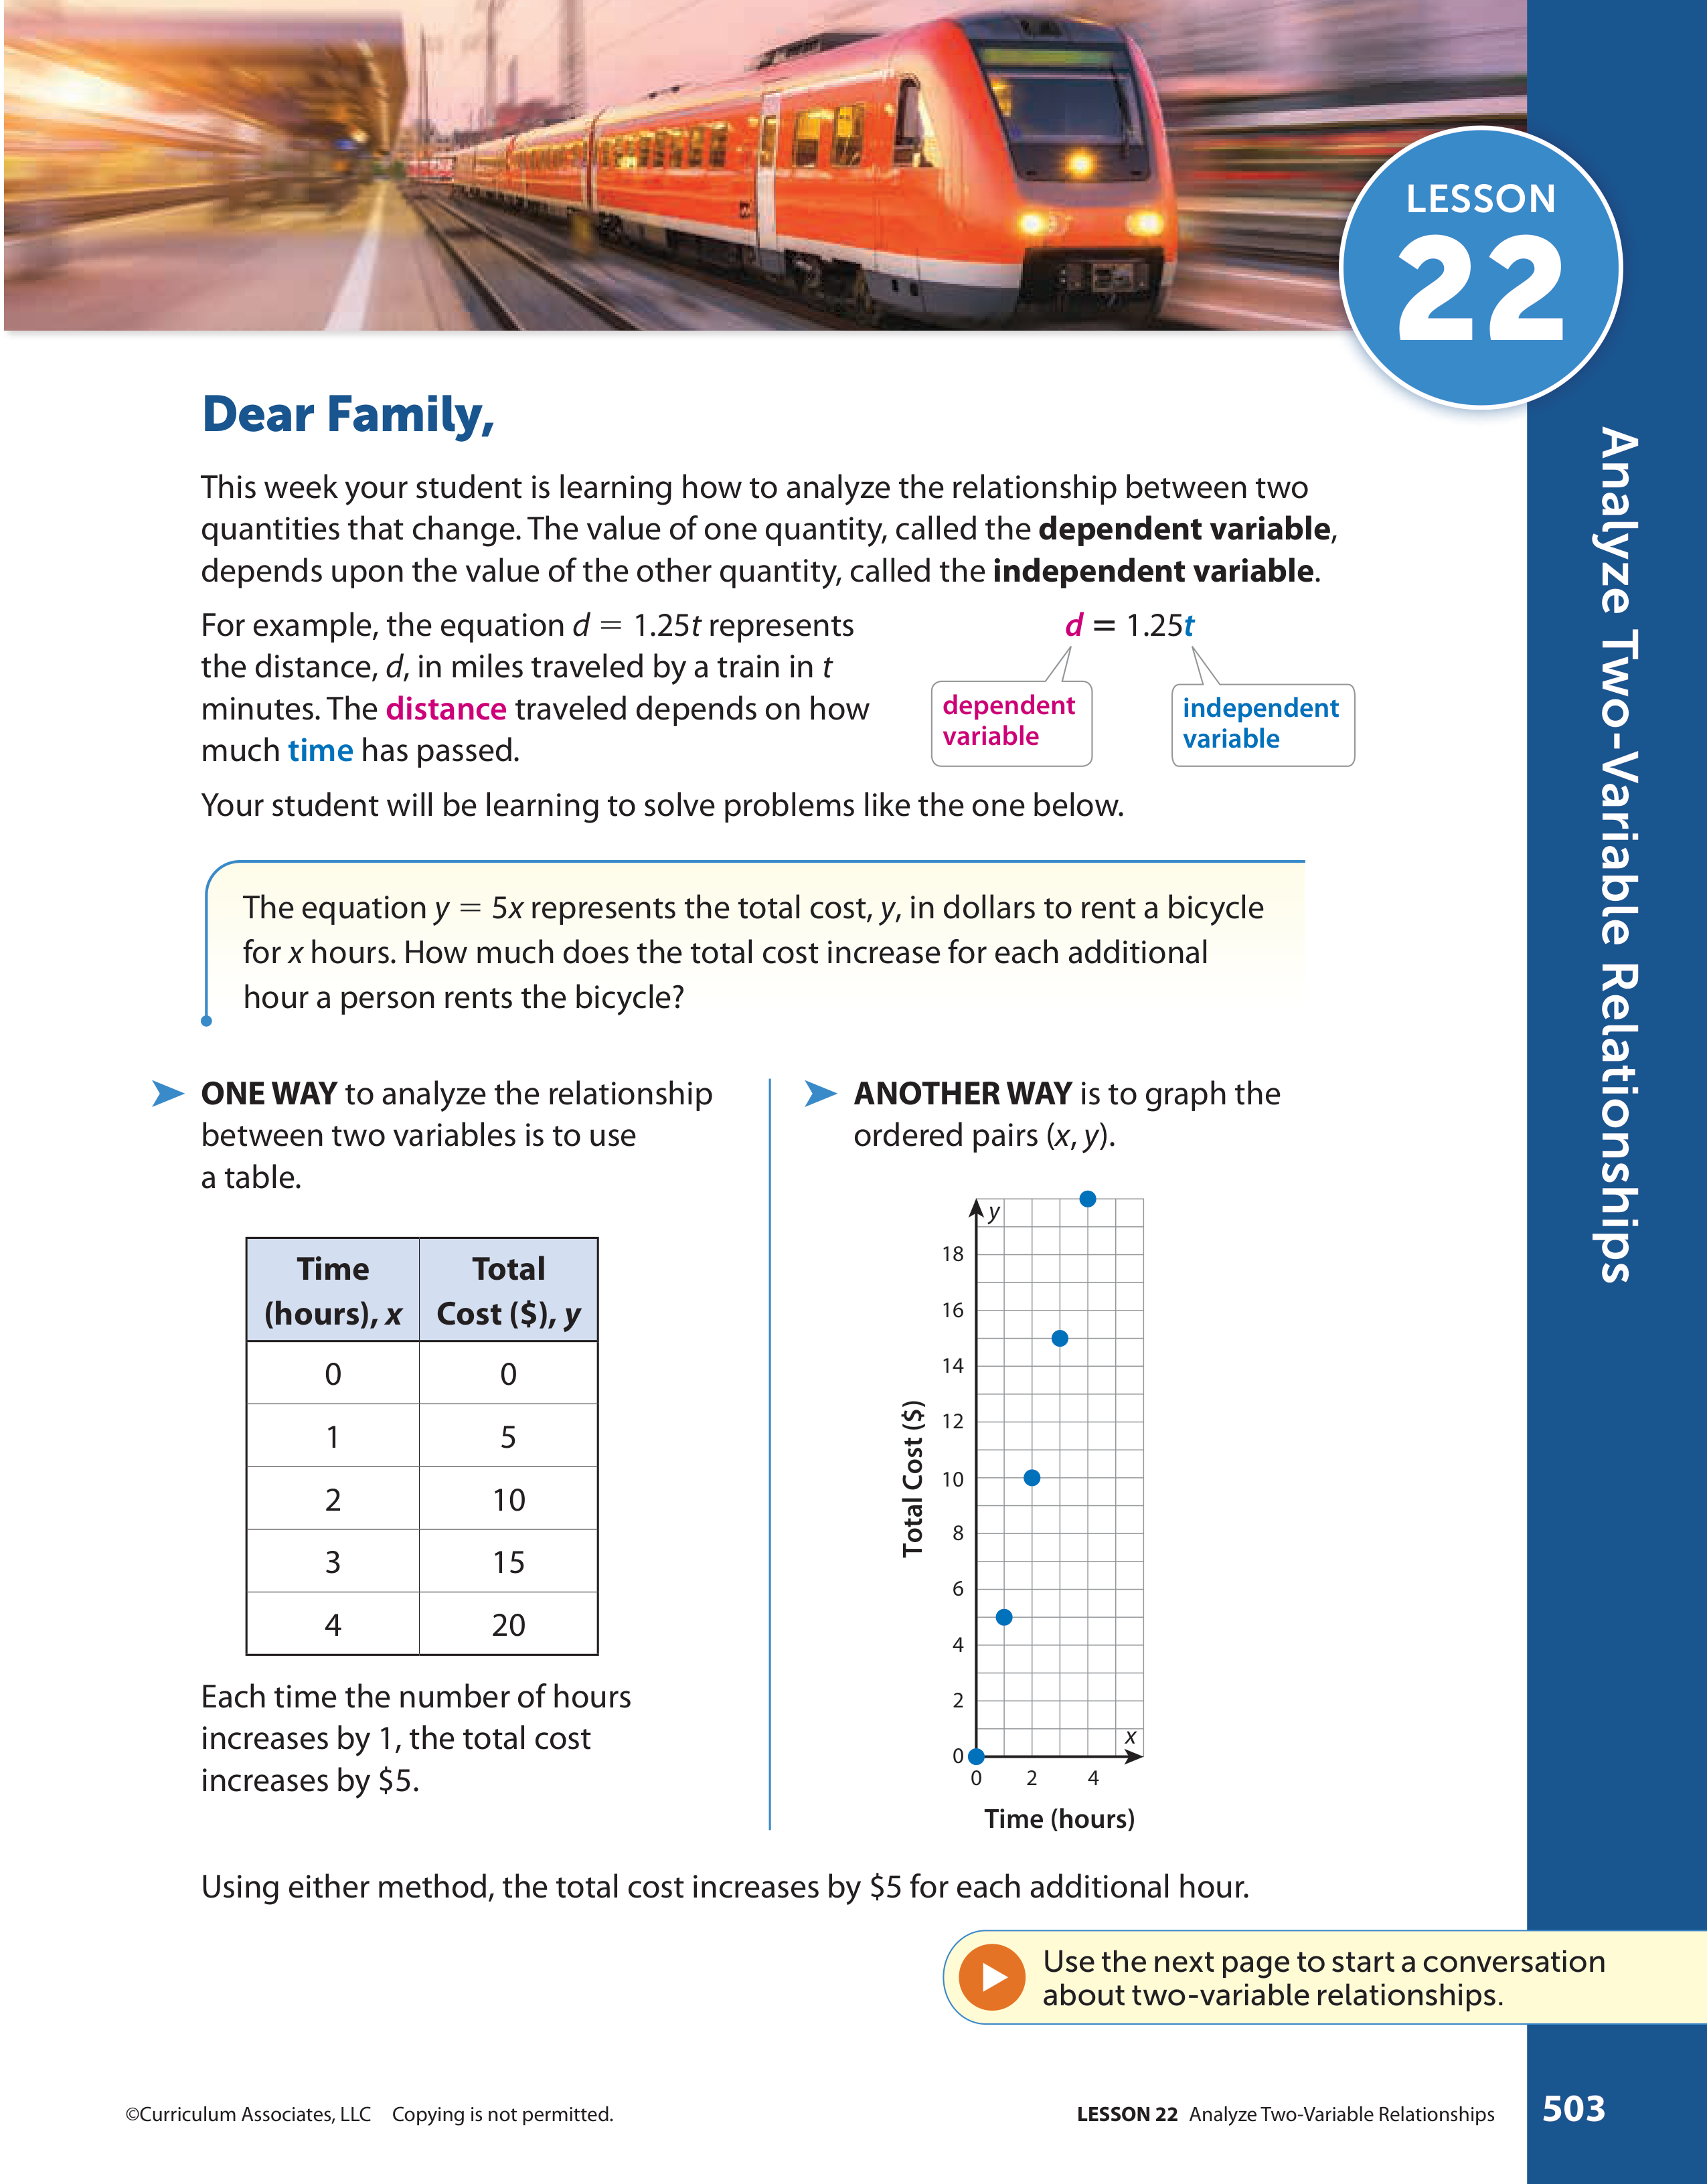 LESSON
22
Analyze Two-Variable Relationships
Dear Family,
This week your student is learning how to analyze the relationship between two
quantities that change. The value of one quantity, called the dependent variable,
depends upon the value of the other quantity, called the independent variable.
For example, the equation d = 1.25t represents
the distance, d, in miles traveled by a train in t
minutes. The distance traveled depends on how
much time has passed.
d = 1.25t
dependent
variable
independent
variable
Your student will be learning to solve problems like the one below.
The equation y = 5x represents the total cost, y, in dollars to rent a bicycle
for x hours. How much does the total cost increase for each additional
hour a person rents the bicycle?
ONE WAY to analyze the relationship
between two variables is to use
a table.
Time (hours), x | Total Cost ($), y
0 0
1 5
2 10
3 15
4 20
Each time the number of hours
increases by 1, the total cost
increases by $5.
ANOTHER WAY is to graph the
ordered pairs (x, y).
y
18
16
14
12
10
8
6
4
2
0
Total Cost ($)
x
0 2 4
Time (hours)
Using either method, the total cost increases by $5 for each additional hour.
Use the next page to start a conversation
about two-variable relationships.
©Curriculum Associates, LLC Copying is not permitted.
LESSON 22 Analyze Two-Variable Relationships
503